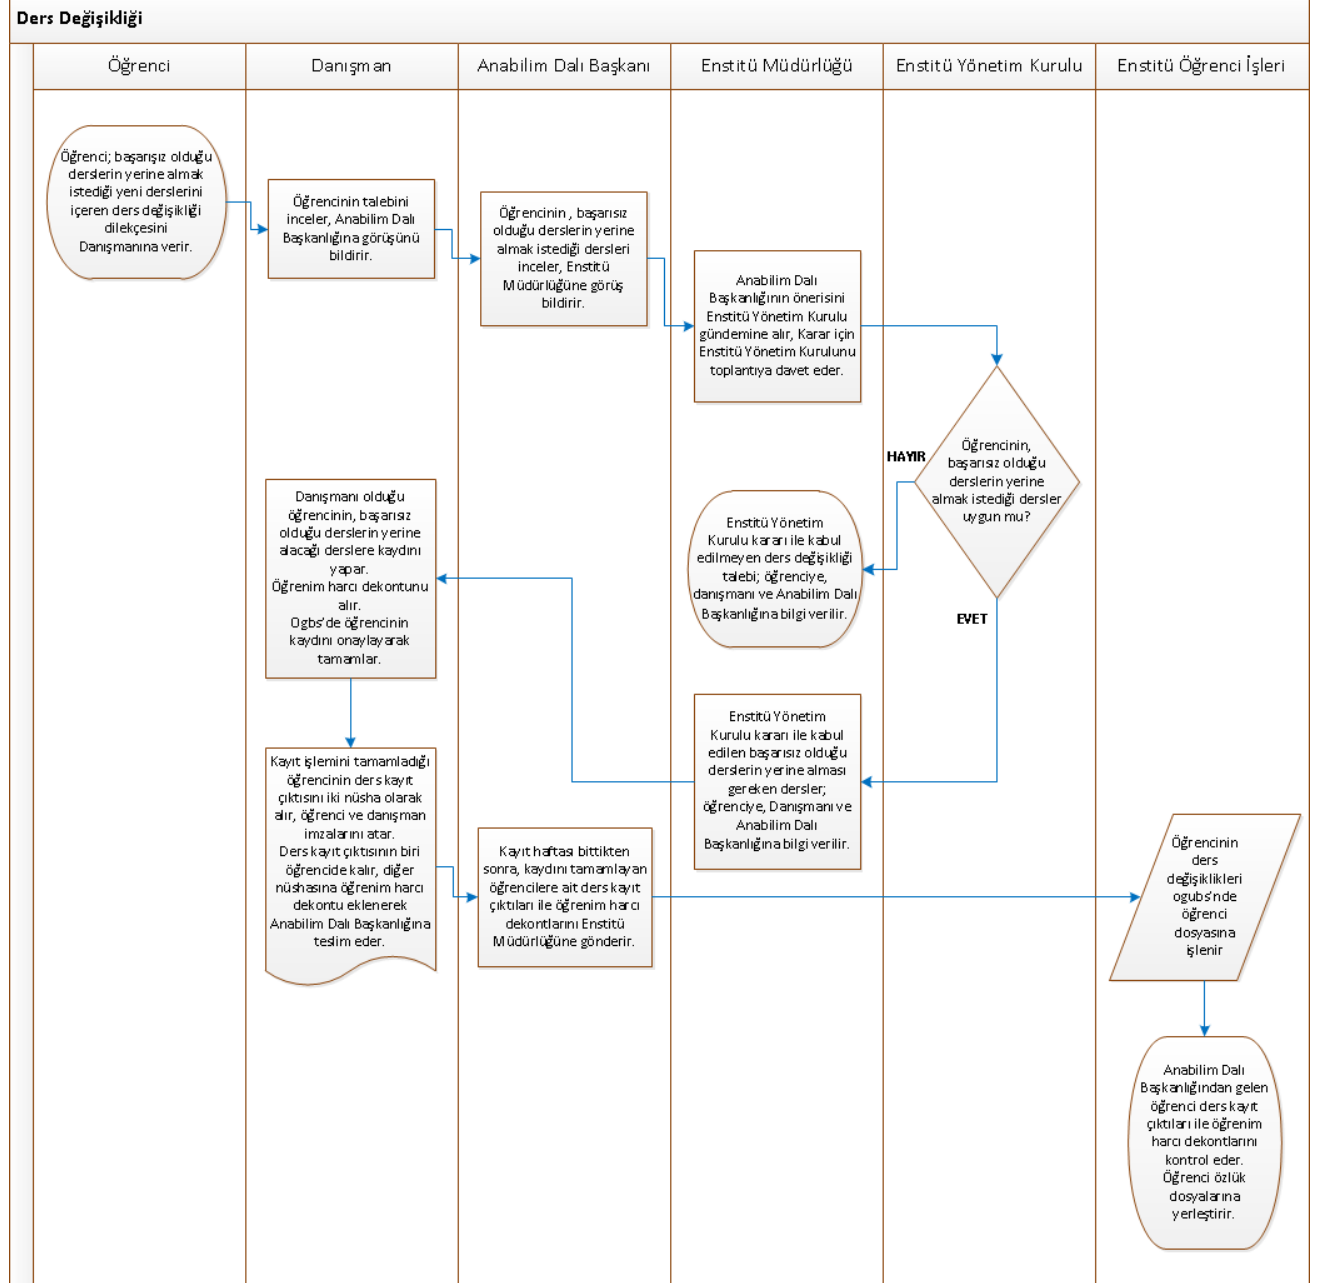 Ders Değişikliği
Öğrenci
Danışman
Anabilim Dalı Başkanı
Enstitü Müdürlüğü
Enstitü Yönetim Kurulu
Enstitü Öğrenci İşleri
Öğrenci; başarışız olduğu
derslerin yerine almak
istediği yeni derslerini
içeren ders değişikliği
dilekçesini
Danışmanına verir.
Öğrencinin talebini
inceler, Anabilim Dalı
Başkanlığına görüşünü
bildirir.
Öğrencinin , başarısız
olduğu derslerin yerine
almak istediği dersleri
inceler, Enstitü
Müdürlüğüne görüş
bildirir.
Anabilim Dalı
Başkanlığının önerisini
Enstitü Yönetim Kurulu
gündemine alır, Karar için
Enstitü Yönetim Kurulunu
toplantıya davet eder.
Öğrencinin,
başarısız olduğu
derslerin yerine
almak istediği dersler
uygun mu?
HAYIR
EVET
Enstitü Yönetim
Kurulu kararı ile kabul
edilmeyen ders değişikliği
talebi; öğrenciye,
danışmanı ve Anabilim Dalı
Başkanlığına bilgi verilir.
Enstitü Yönetim
Kurulu kararı ile kabul
edilen başarısız olduğu
derslerin yerine alması
gereken dersler;
öğrenciye, Danışmanı ve
Anabilim Dalı
Başkanlığına bilgi verilir.
Danışmanı olduğu
öğrencinin, başarısız
olduğu derslerin yerine
alacağı derslere kaydını
yapar.
Öğrenim harcı dekontunu
alır.
Ogbs'de öğrencinin
kaydını onaylayarak
tamamlar.
Kayıt işlemini tamamladığı
öğrencinin ders kayıt
çıktısını iki nüsha olarak
alır, öğrenci ve danışman
imzalarını atar.
Ders kayıt çıktısının biri
öğrencide kalır, diğer
nüshasına öğrenim harcı
dekontu eklenerek
Anabilim Dalı Başkanlığına
teslim eder.
Kayıt haftası bittikten
sonra, kaydını tamamlayan
öğrencilere ait ders kayıt
çıktıları ile öğrenim harcı
dekontlarını Enstitü
Müdürlüğüne gönderir.
Öğrencinin
ders
değişiklikleri
ogubs'nde
öğrenci
dosyasına
işlenir
Anabilim Dalı
Başkanlığından gelen
öğrenci ders kayıt
çıktıları ile öğrenim
harcı dekontlarını
kontrol eder.
Öğrenci özlük
dosyalarına
yerleştirir.